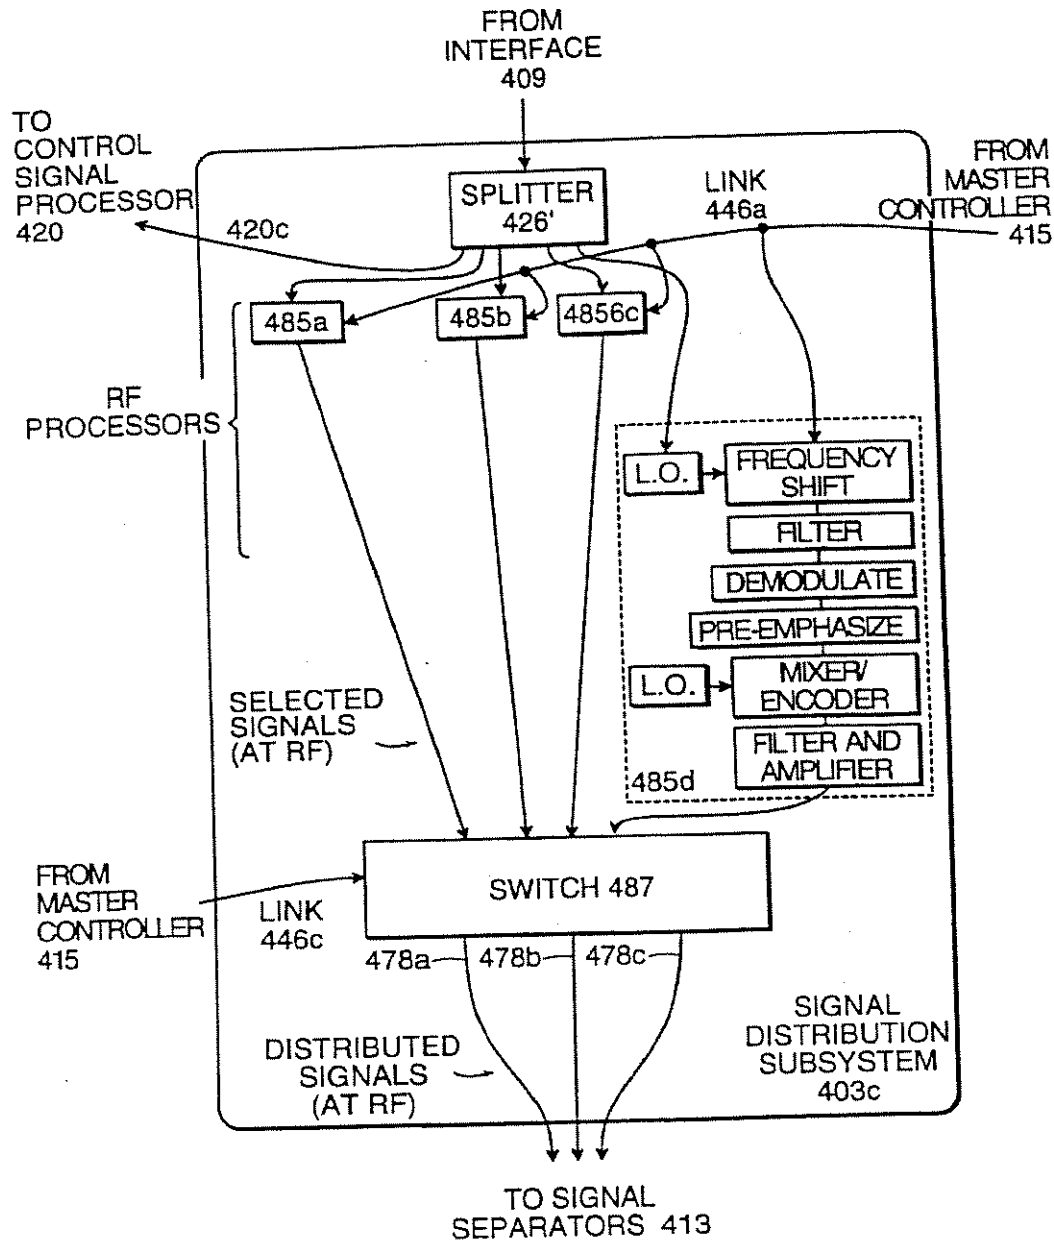 FROM
INTERFACE
409
TO
CONTROL
SIGNAL
PROCESSOR
420
420c
SPLITTER
426'
LINK
446a
FROM
MASTER
CONTROLLER
415
485a
485b
4856c
RF
PROCESSORS
L.O.
FREQUENCY
SHIFT
FILTER
DEMODULATE
PRE-EMPHASIZE
L.O.
MIXER/
ENCODER
FILTER AND
AMPLIFIER
485d
SELECTED
SIGNALS
(AT RF)
FROM
MASTER
CONTROLLER
415
LINK
446c
SWITCH 487
478a
478b
478c
DISTRIBUTED
SIGNALS
(AT RF)
SIGNAL
DISTRIBUTION
SUBSYSTEM
403c
TO SIGNAL
SEPARATORS 413